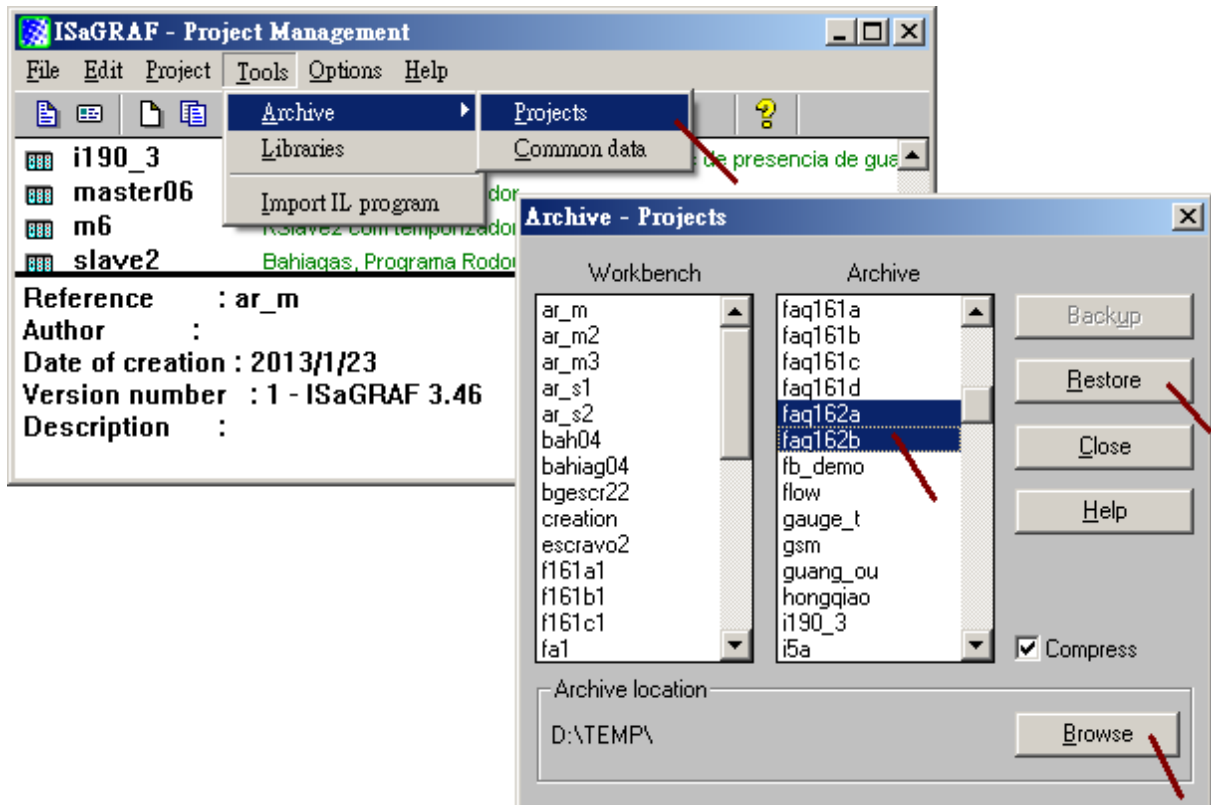 ISaGRAF - Project Management
File Edit Project Tools Options Help
Archive
Libraries
Import IL program
Projects
Common data
i190_3 de presencia de gua
master06 dor
m6 RSlave2 com temporizador
slave2 Bahiagas, Programa Rodou
Reference : ar_m
Author :
Date of creation : 2013/1/23
Version number : 1 - ISaGRAF 3.46
Description :
Archive - Projects
Workbench
ar_m
ar_m2
ar_m3
ar_s1
ar_s2
bah04
bahiag04
bgescr22
creation
escravo2
f161a1
f161b1
f161c1
fa1
Archive
faq161a
faq161b
faq161c
faq161d
faq162a
faq162b
fb_demo
flow
gauge_t
gsm
guang_ou
hongqiao
i190_3
i5a
Backup
Restore
Close
Help
Compress
Archive location
D:\TEMP\
Browse